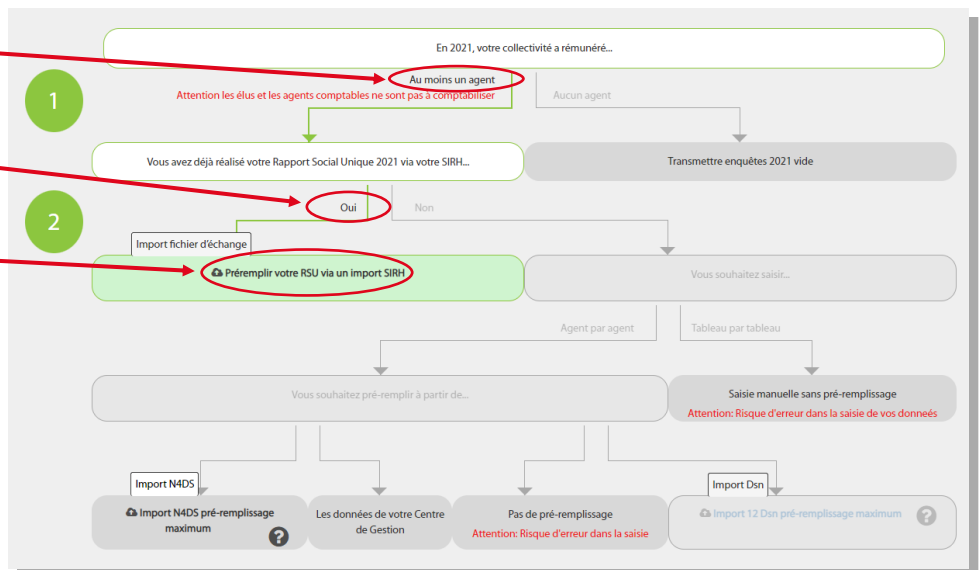 En 2021, votre collectivité a rémunéré...
Au moins un agent
Aucun agent
Attention les élus et les agents comptables ne sont pas à comptabiliser
1
Vous avez déjà réalisé votre Rapport Social Unique 2021 via votre SIRH...
Transmettre enquêtes 2021 vide
Oui
Non
2
Import fichier d'échange
Préremplir votre RSU via un import SIRH
Vous souhaitez saisir...
Agent par agent
Tableau par tableau
Vous souhaitez pré-remplir à partir de...
Saisie manuelle sans pré-remplissage
Attention: Risque d'erreur dans la saisie de vos donneés
Import N4DS
Import N4DS pré-remplissage
maximum
?
Les données de votre Centre
de Gestion
Pas de pré-remplissage
Attention: Risque d'erreur dans la saisie
Import Dsn
Import 12 Dsn pré-remplissage maximum
?